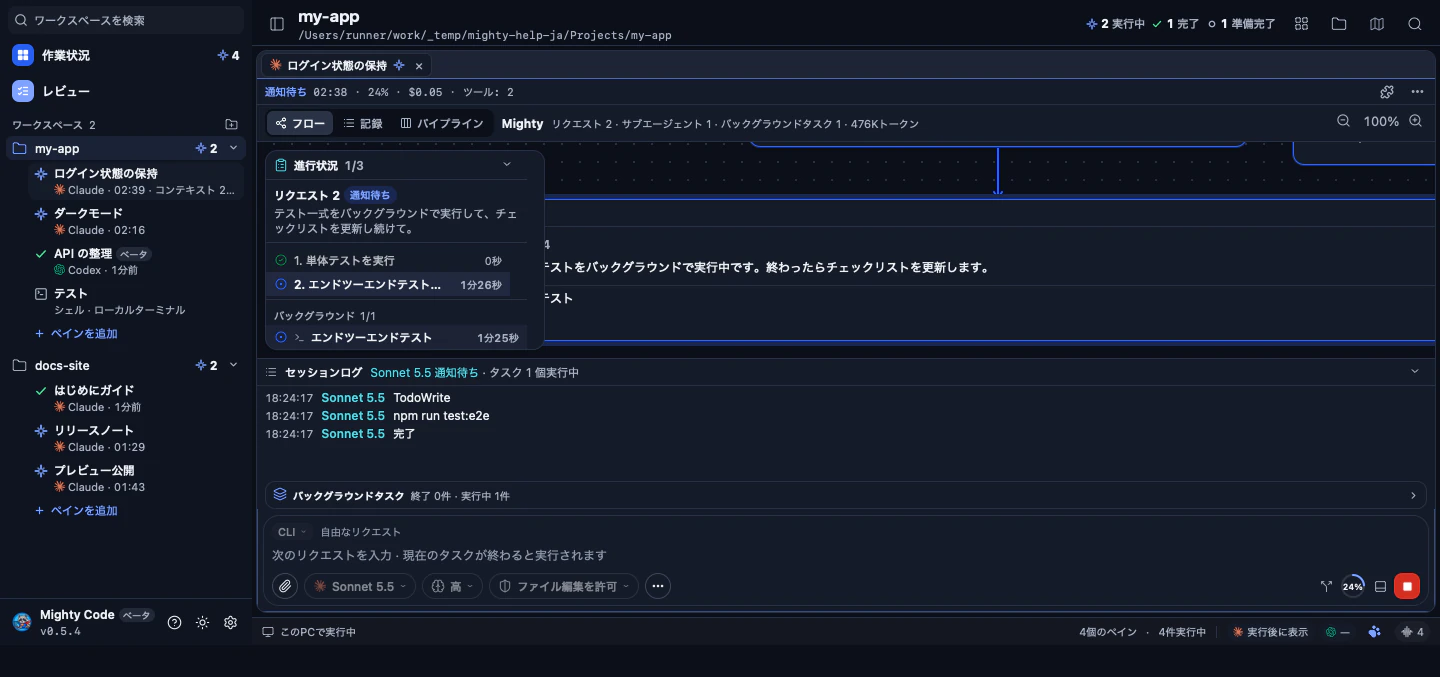 ワークスペースを検索
作業状況 4
レビュー
ワークスペース 2
my-app 2
ログイン状態の保持
Claude · 02:39 · コンテキスト 2...
ダークモード
Claude · 02:16
API の整理 ベータ
Codex · 1分前
テスト
シェル · ローカルターミナル
+ ペインを追加
docs-site 2
はじめにガイド
Claude · 1分前
リリースノート
Claude · 01:29
プレビュー公開
Claude · 01:43
+ ペインを追加
Mighty Code ベータ
v0.5.4
my-app
/Users/runner/work/_temp/mighty-help-ja/Projects/my-app
2 実行中 1 完了 1 準備完了
ログイン状態の保持
通知待ち 02:38 · 24% · $0.05 · ツール: 2
フロー 記録 パイプライン Mighty リクエスト 2 · サブエージェント 1 · バックグラウンドタスク 1 · 476Kトークン
100%
進行状況 1/3
リクエスト 2 通知待ち
テスト一式をバックグラウンドで実行して、チェ
ックリストを更新し続けて。
1. 単体テストを実行 0秒
2. エンドツーエンドテスト... 1分26秒
バックグラウンド 1/1
エンドツーエンドテスト 1分25秒
4
テストをバックグラウンドで実行中です。終わったらチェックリストを更新します。
テスト
セッションログ Sonnet 5.5 通知待ち · タスク 1 個実行中
18:24:17 Sonnet 5.5 TodoWrite
18:24:17 Sonnet 5.5 npm run test:e2e
18:24:17 Sonnet 5.5 完了
バックグラウンドタスク 終了 0件 · 実行中 1件
CLI 自由なリクエスト
次のリクエストを入力 · 現在のタスクが終わると実行されます
Sonnet 5.5 高 ファイル編集を許可
24%
このPCで実行中
4個のペイン · 4件実行中 実行後に表示 — 4